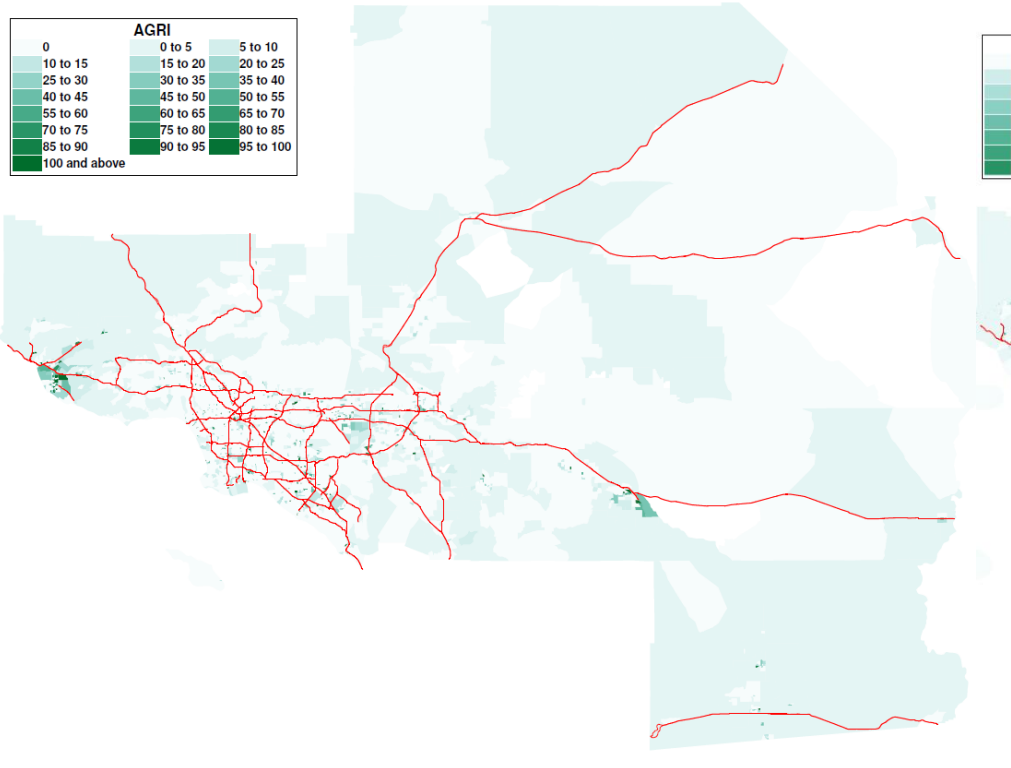 AGRI
0 0 to 5 5 to 10
10 to 15 15 to 20 20 to 25
25 to 30 30 to 35 35 to 40
40 to 45 45 to 50 50 to 55
55 to 60 60 to 65 65 to 70
70 to 75 75 to 80 80 to 85
85 to 90 90 to 95 95 to 100
100 and above